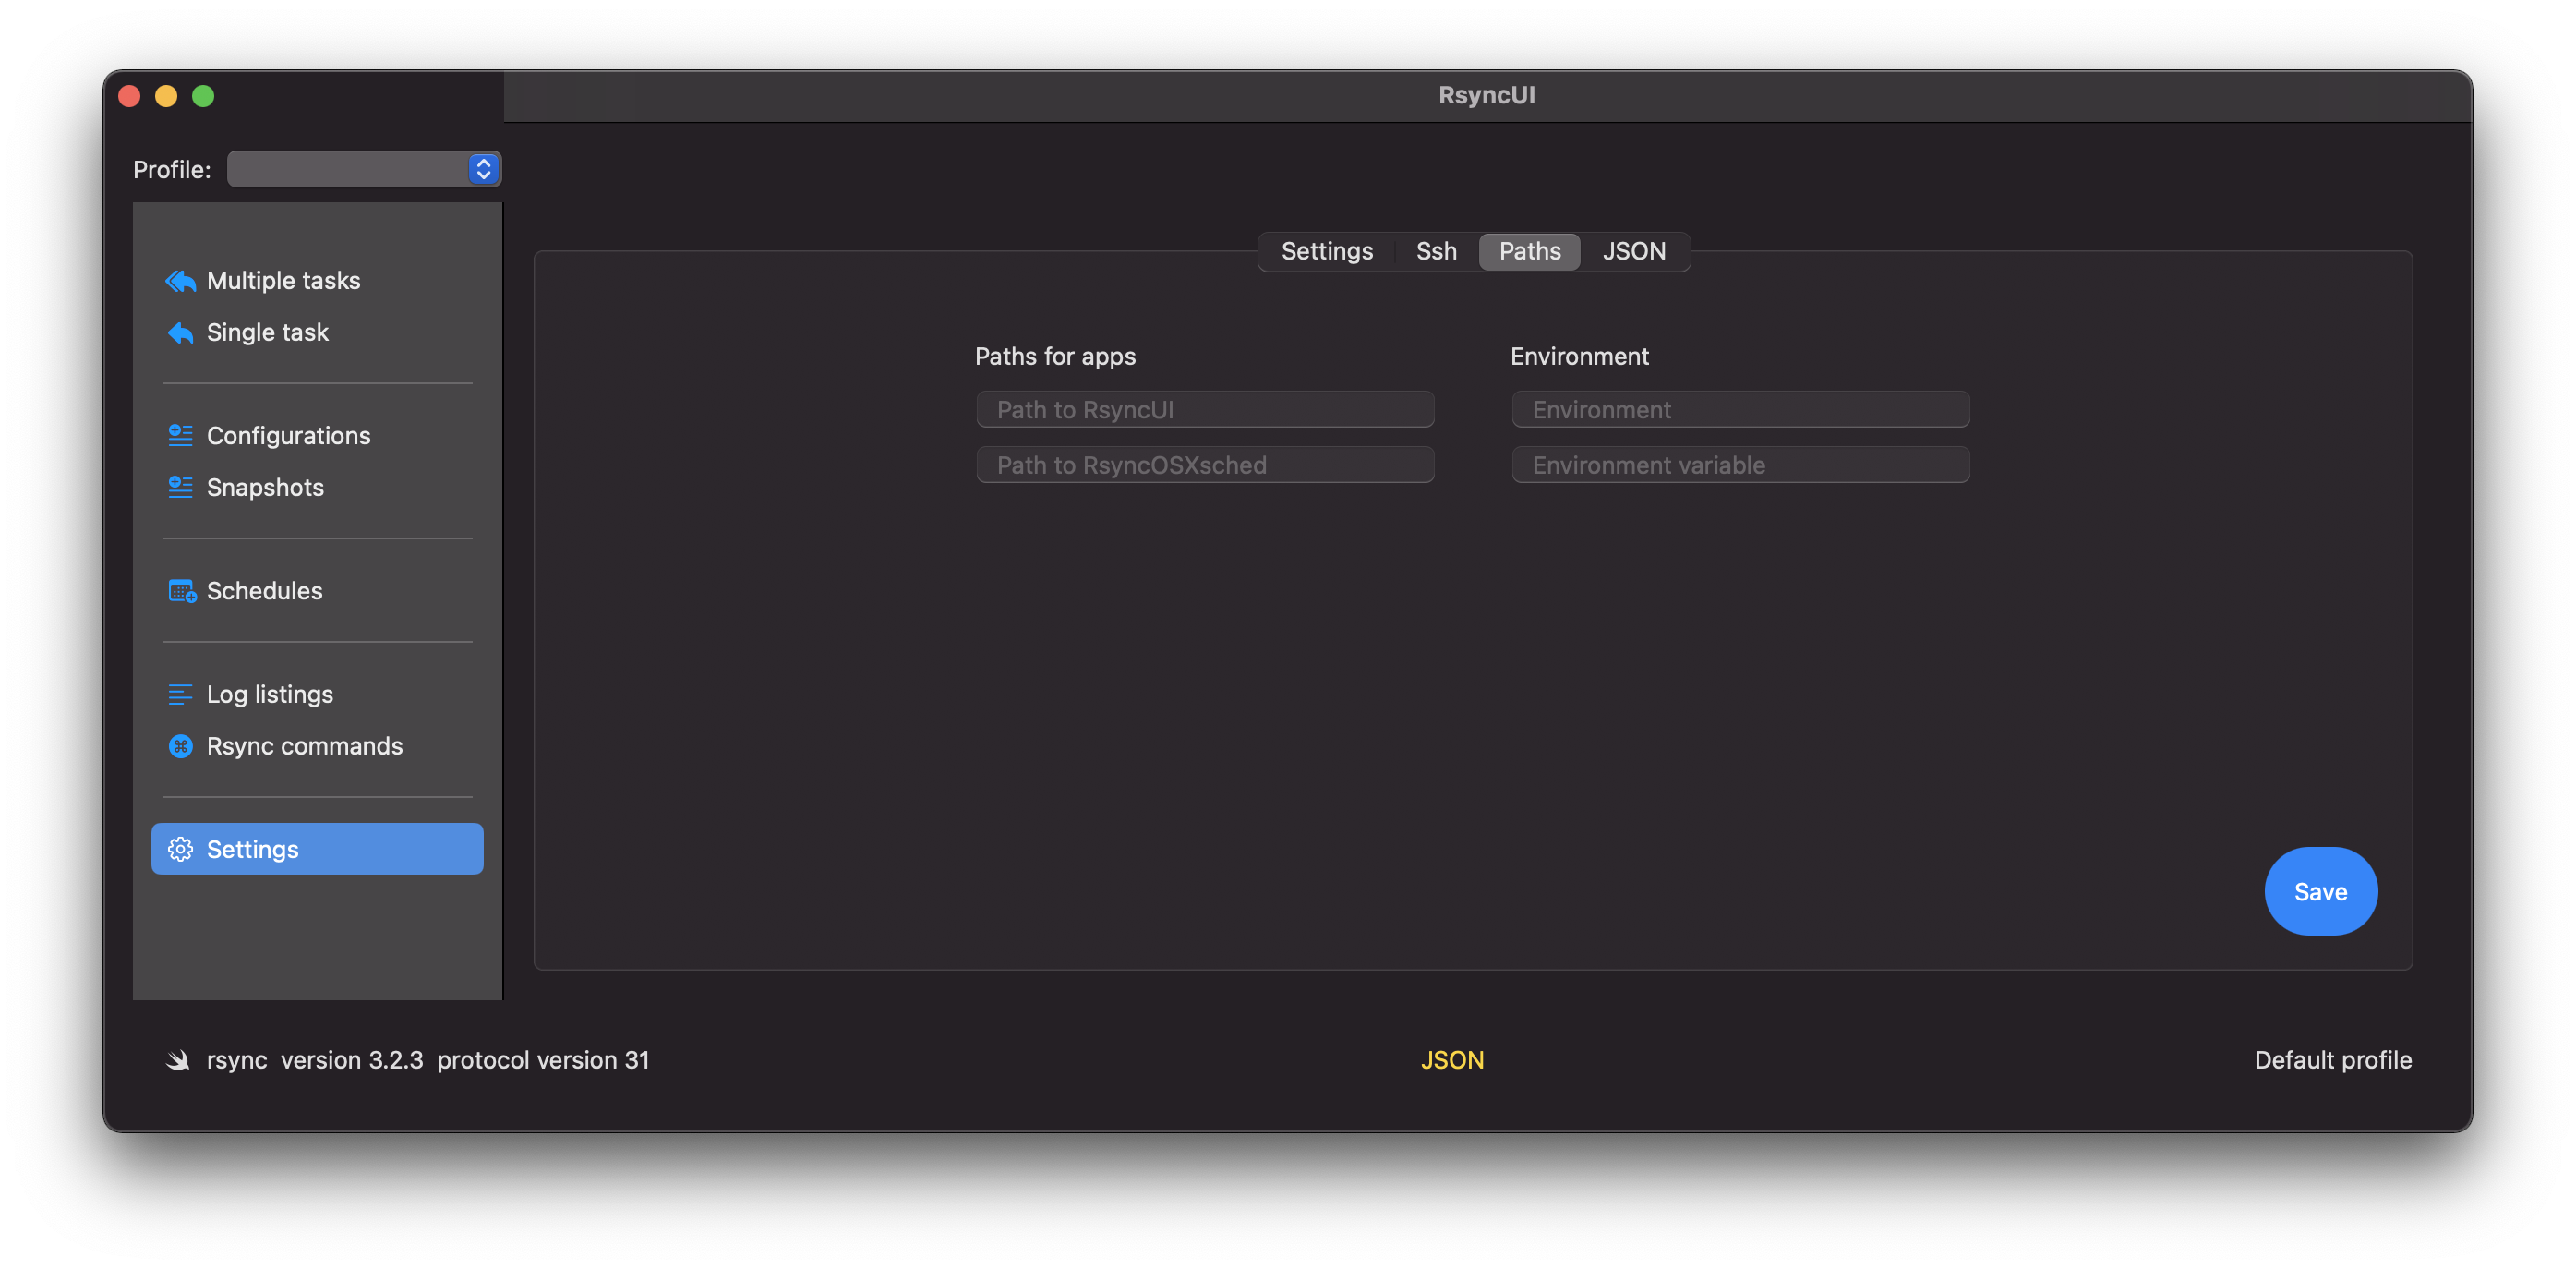 RsyncUI
Profile:
Multiple tasks
Single task
Configurations
Snapshots
Schedules
Log listings
Rsync commands
Settings
Settings Ssh Paths JSON
Paths for apps
Path to RsyncUI
Path to RsyncOSXsched
Environment
Environment
Environment variable
Save
rsync version 3.2.3 protocol version 31
JSON
Default profile